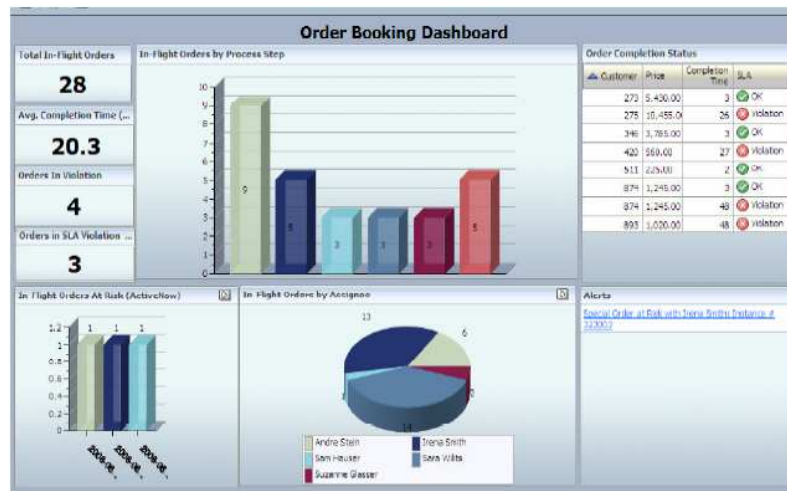 Order Booking Dashboard
Total In-Flight Orders
28
Avg. Completion Time (...
20.3
Orders In Violation
4
Orders in SLA Violation ...
3
In-Flight Orders by Process Step
10
9
8
7
6
5
4
3
2
1
0
9
5
3
3
3
5
Order Completion Status
Customer Price Completion Time SLA
273 5,430.00 3 OK
275 10,455.0 26 Violation
346 3,785.00 3 OK
420 560.00 27 Violation
511 225.00 2 OK
874 1,245.00 3 OK
874 1,245.00 48 Violation
893 1,020.00 48 Violation
In-Flight Orders At Risk (ActiveNow)
1.2
1
0.8
0.6
0.4
0.2
0
1 1 1
In-Flight Orders by Assignee
13
6
2
14
Andre Stein
Irena Smith
Sam Hauser
Sara Willts
Suzanne Glasser
Alerts
Special Order at Risk with Irena Smith: Instance #